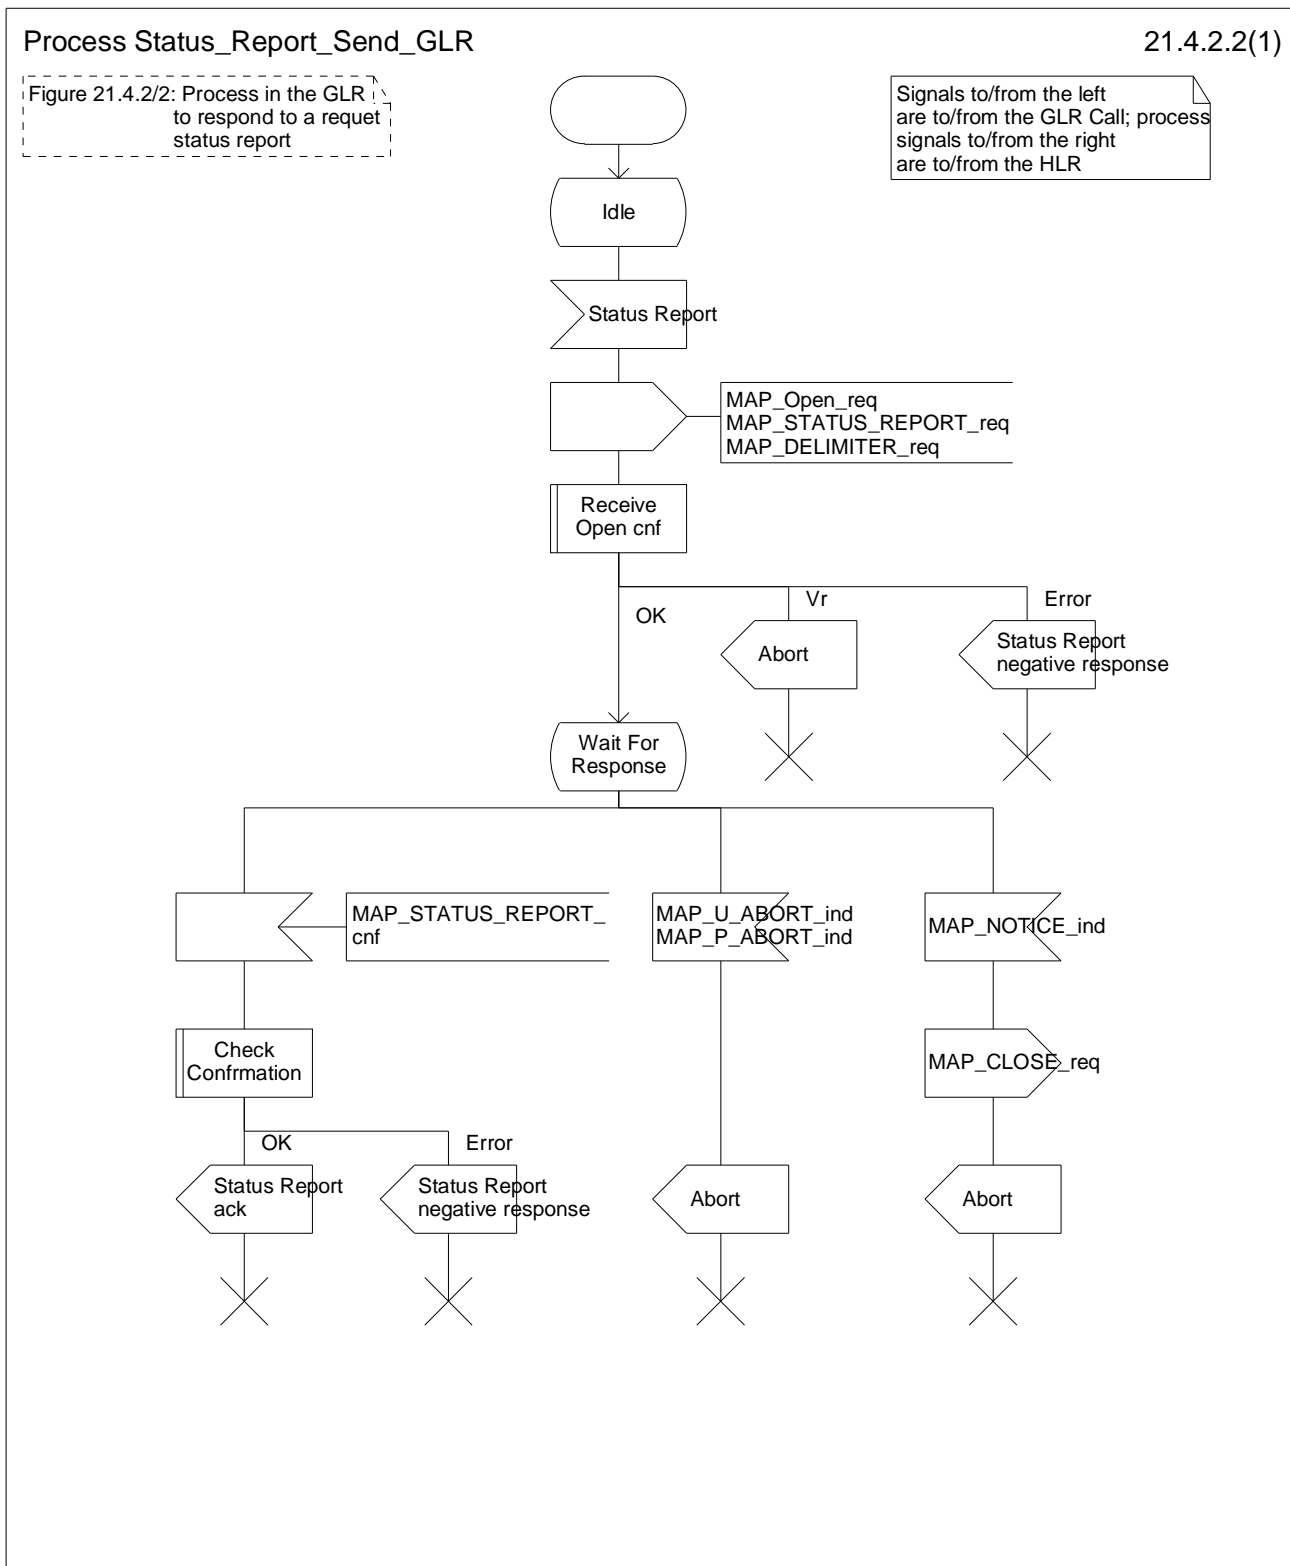 Process Status_Report_Send_GLR
21.4.2.2(1)
Figure 21.4.2/2: Process in the GLR
to respond to a requet
status report
Signals to/from the left
are to/from the GLR Call; process
signals to/from the right
are to/from the HLR
Idle
Status Report
MAP_Open_req
MAP_STATUS_REPORT_req
MAP_DELIMITER_req
Receive
Open cnf
OK
Vr
Error
Abort
Status Report
negative response
Wait For
Response
MAP_STATUS_REPORT_
cnf
MAP_U_ABORT_ind
MAP_P_ABORT_ind
MAP_NOTICE_ind
Check
Confrmation
MAP_CLOSE_req
OK
Error
Status Report
ack
Status Report
negative response
Abort
Abort